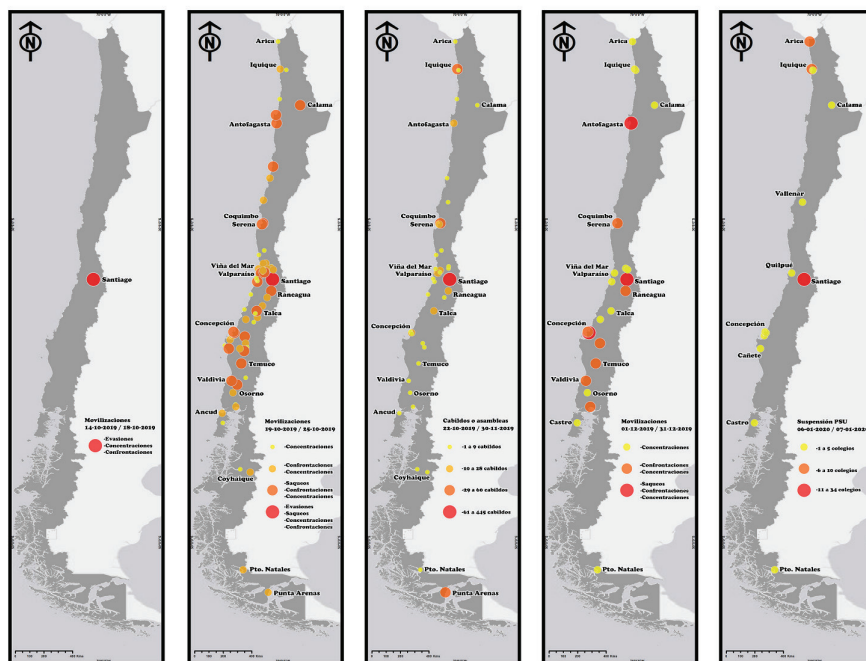 N
Arica
Iquique
Calama
Antofagasta
Coquimbo
Serena
Viña del Mar
Valparaíso
Santiago
Rancagua
Talca
Concepción
Temuco
Valdivia
Osorno
Ancud
Coyhaique
Pto. Natales
Punta Arenas
Movilizaciones
19-10-2019 / 25-10-2019
-Concentraciones
-Confrontaciones
-Concentraciones
-Saqueos
-Confrontaciones
-Concentraciones
-Evasiones
-Saqueos
-Concentraciones
-Confrontaciones
N
Santiago
Movilizaciones
14-10-2019 / 18-10-2019
-Evasiones
-Concentraciones
-Confrontaciones
N
Arica
Iquique
Calama
Antofagasta
Coquimbo
Serena
Viña del Mar
Valparaíso
Santiago
Rancagua
Talca
Concepción
Temuco
Valdivia
Osorno
Ancud
Coyhaique
Pto. Natales
Punta Arenas
Cabildos o asambleas
22-10-2019 / 30-11-2019
-1 a 9 cabildos
-10 a 28 cabildos
-29 a 60 cabildos
-61 a 449 cabildos
N
Arica
Iquique
Calama
Antofagasta
Coquimbo
Serena
Viña del Mar
Valparaíso
Santiago
Rancagua
Talca
Concepción
Temuco
Valdivia
Osorno
Castro
Pto. Natales
Movilizaciones
01-12-2019 / 31-12-2019
-Concentraciones
-Confrontaciones
-Concentraciones
-Saqueos
-Confrontaciones
-Concentraciones
N
Arica
Iquique
Calama
Vallenar
Quilpué
Santiago
Concepción
Cañete
Castro
Pto. Natales
Suspensión PSU
06-01-2020 / 07-01-2020
-1 a 5 colegios
-6 a 10 colegios
-11 a 34 colegios